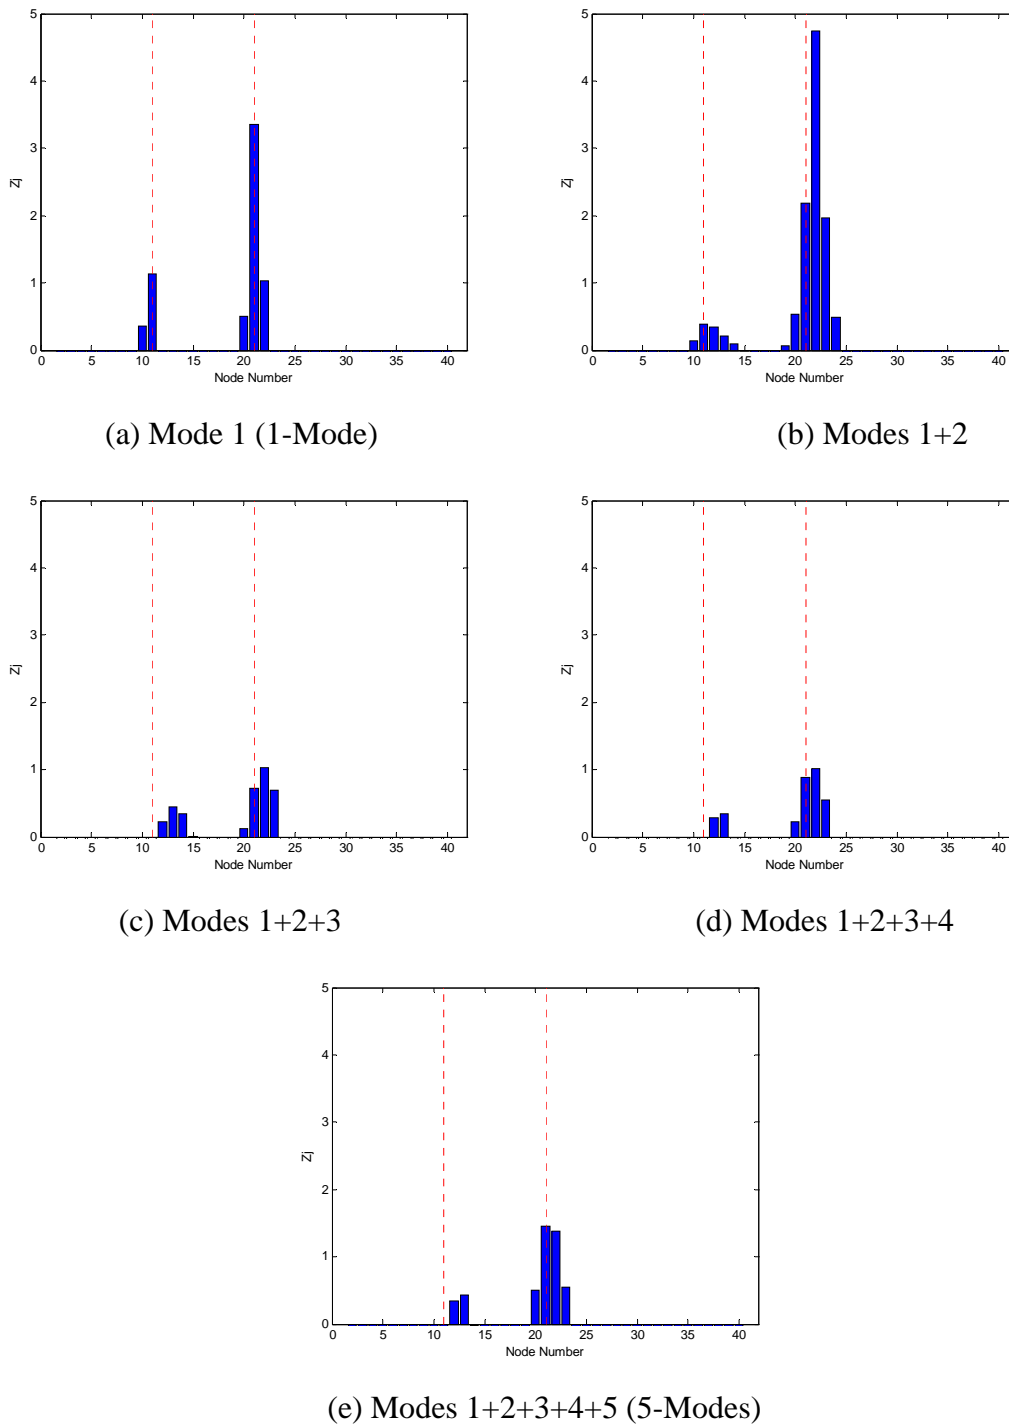 5
4
3
2
1
0
Zj
0 5 10 15 20 25 30 35 40
Node Number
(a) Mode 1 (1-Mode)
5
4
3
2
1
0
Zj
0 5 10 15 20 25 30 35 40
Node Number
(b) Modes 1+2
5
4
3
2
1
0
Zj
0 5 10 15 20 25 30 35 40
Node Number
(c) Modes 1+2+3
5
4
3
2
1
0
Zj
0 5 10 15 20 25 30 35 40
Node Number
(d) Modes 1+2+3+4
5
4
3
2
1
0
Zj
0 5 10 15 20 25 30 35 40
Node Number
(e) Modes 1+2+3+4+5 (5-Modes)